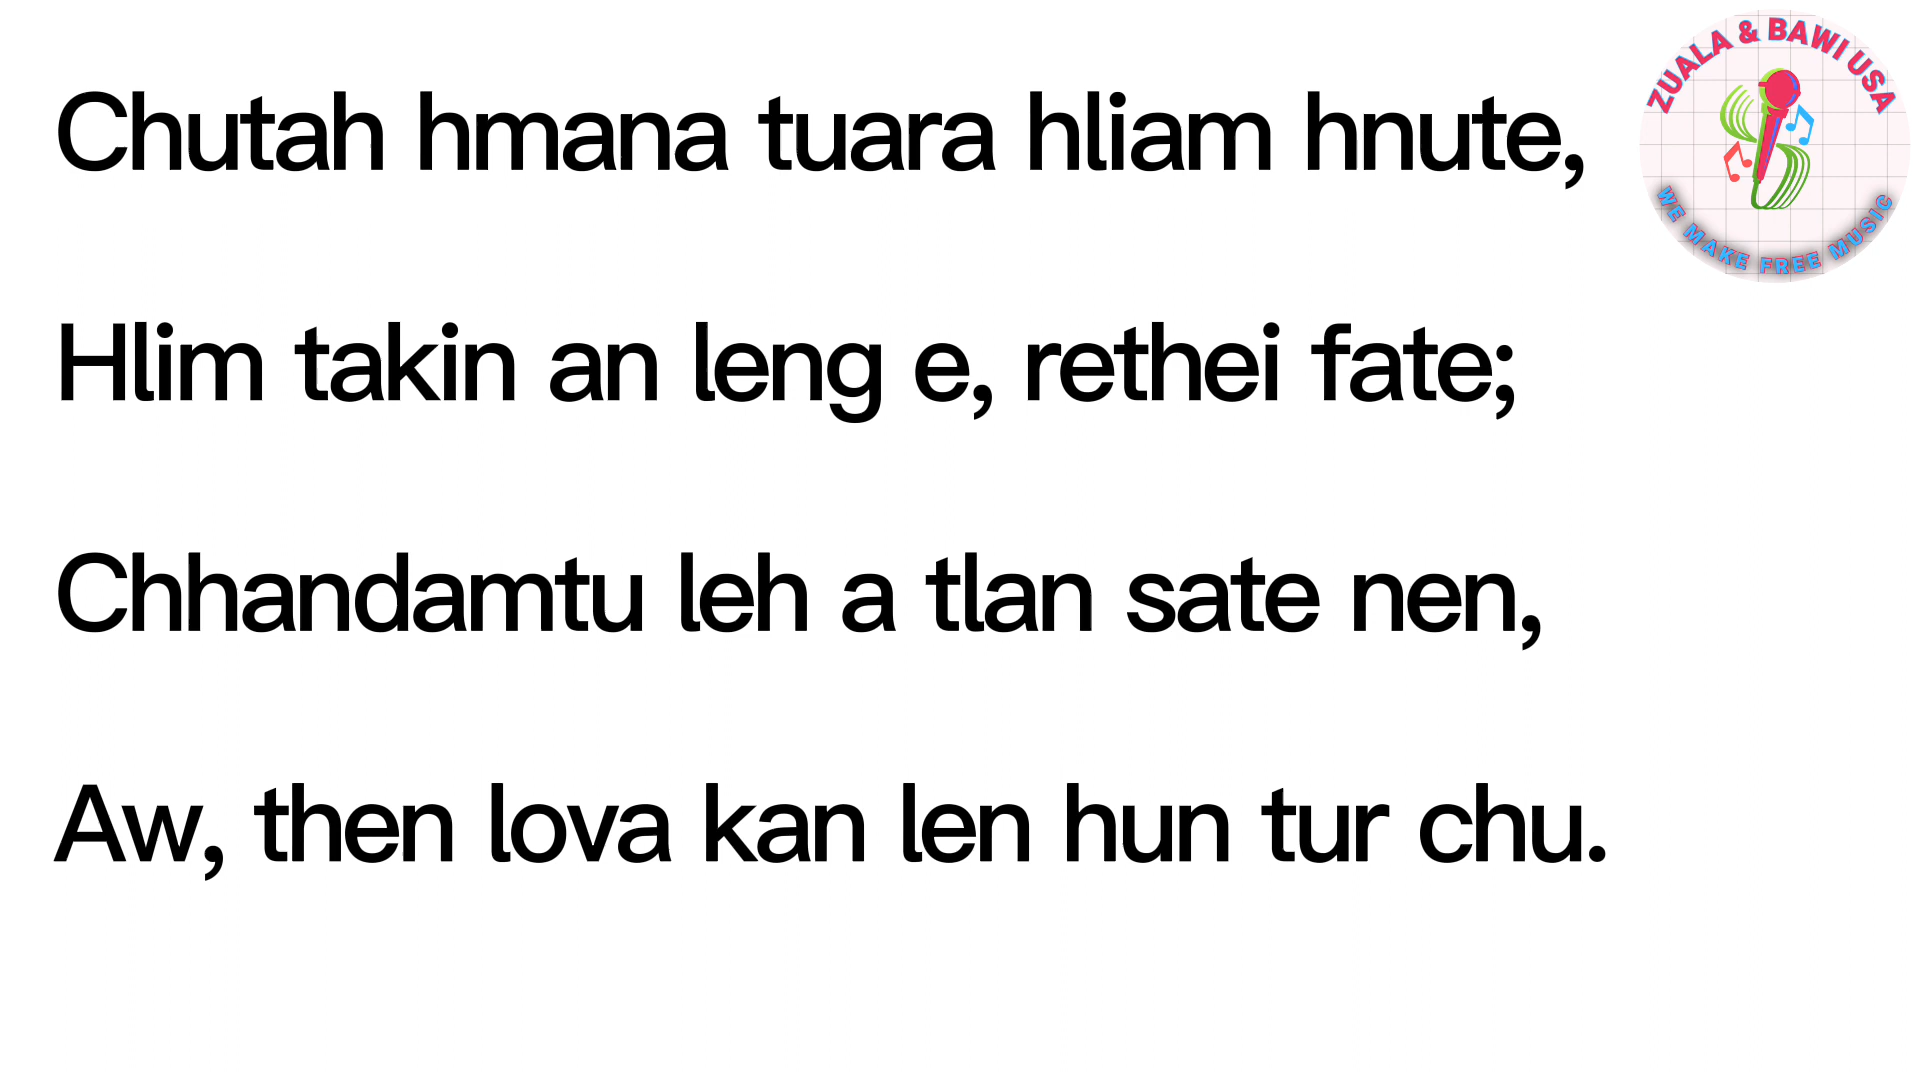 Chutah hmana tuara hliam hnute,
Hlim takin an leng e, rethei fate;
Chhandamtu leh a tlan sate nen,
Aw, then lova kan len hun tur chu.
ZUALA & BAWI USA
WE MAKE FREE MUSIC